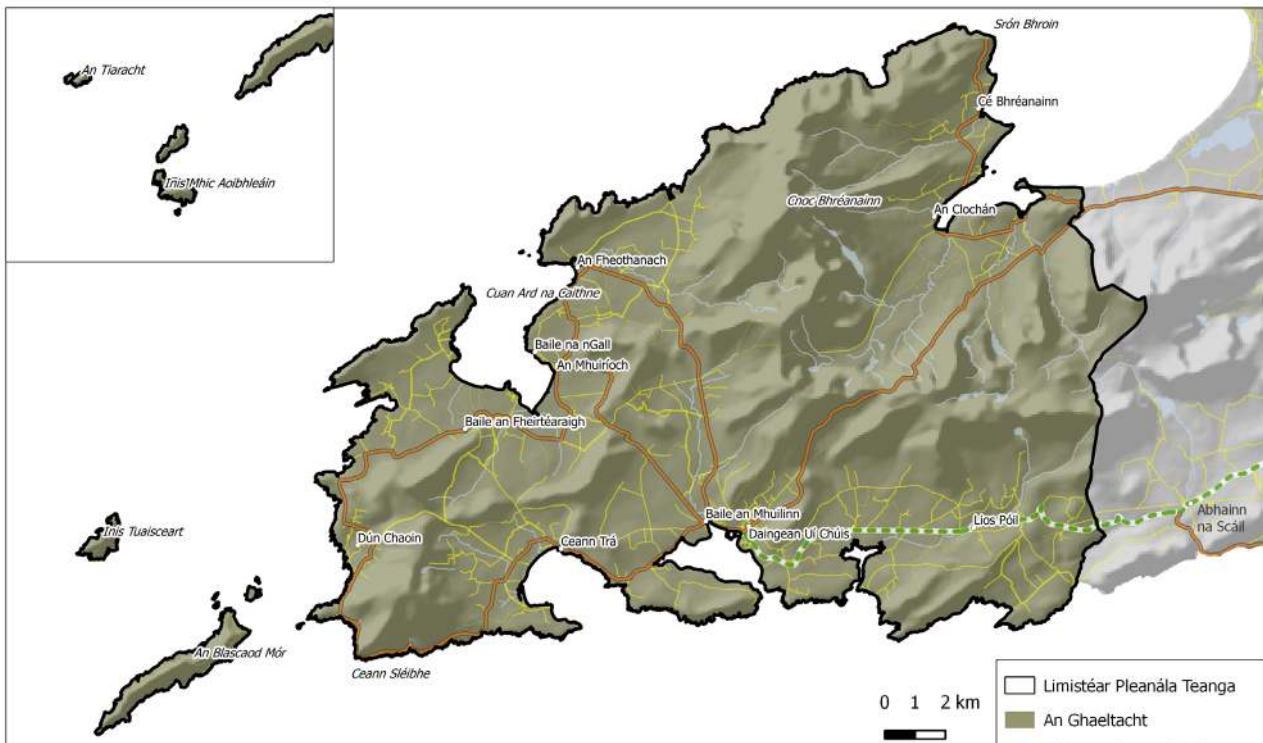 Srón Bhroin
An Tiaracht
Cé Bhréanainn
Inis Mhic Aoibhleáin
Cnoc Bhréanainn
An Clochán
An Fheothanach
Cuan Ard na Caithne
Baile na nGall
An Mhuiríoch
Baile an Fheirtéaraigh
Baile an Mhuilinn
Lios Póil
Abhainn
na Scáil
Inis Tuaisceart
Dún Chaoin
Ceann Trá
Daingean Uí Chúis
An Blascaod Mór
Ceann Sléibhe
0 1 2 km
Limistéar Pleanála Teanga
An Ghaeltacht